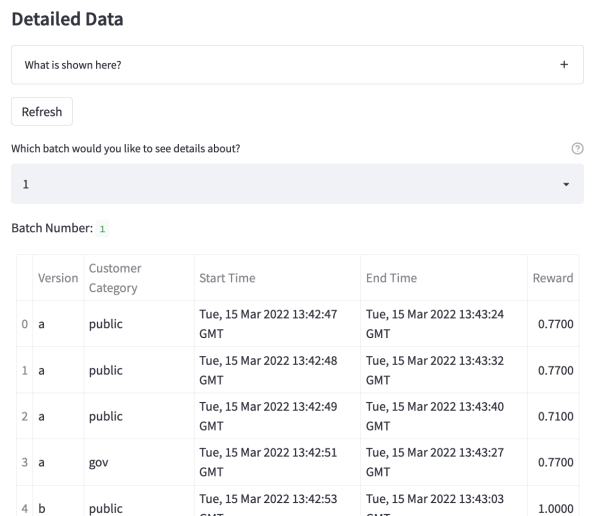 Detailed Data
What is shown here? +
Refresh
Which batch would you like to see details about? ?
1
Batch Number: 1
Version Customer Category Start Time End Time Reward
0 a public Tue, 15 Mar 2022 13:42:47 GMT Tue, 15 Mar 2022 13:43:24 GMT 0.7700
1 a public Tue, 15 Mar 2022 13:42:48 GMT Tue, 15 Mar 2022 13:43:32 GMT 0.7700
2 a public Tue, 15 Mar 2022 13:42:49 GMT Tue, 15 Mar 2022 13:43:40 GMT 0.7100
3 a gov Tue, 15 Mar 2022 13:42:51 GMT Tue, 15 Mar 2022 13:43:27 GMT 0.7700
4 b public Tue, 15 Mar 2022 13:42:53 GMT Tue, 15 Mar 2022 13:43:03 GMT 1.0000